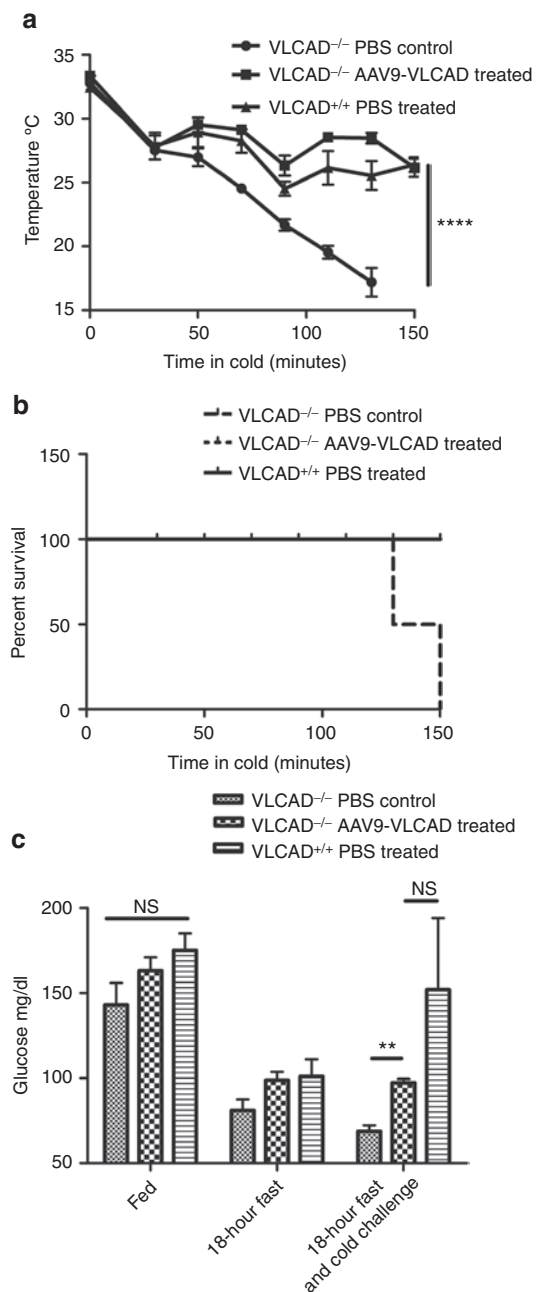 a
VLCAD⁻/⁻ PBS control
VLCAD⁻/⁻ AAV9-VLCAD treated
VLCAD⁺/⁺ PBS treated
35
30
25
20
15
Temperature °C
****
0
50
100
150
Time in cold (minutes)
b
VLCAD⁻/⁻ PBS control
VLCAD⁻/⁻ AAV9-VLCAD treated
VLCAD⁺/⁺ PBS treated
150
100
50
0
Percent survival
0
50
100
150
Time in cold (minutes)
VLCAD⁻/⁻ PBS control
VLCAD⁻/⁻ AAV9-VLCAD treated
VLCAD⁺/⁺ PBS treated
c
NS
NS
**
200
150
100
50
Glucose mg/dl
Fed
18-hour fast
18-hour fast
and cold challenge